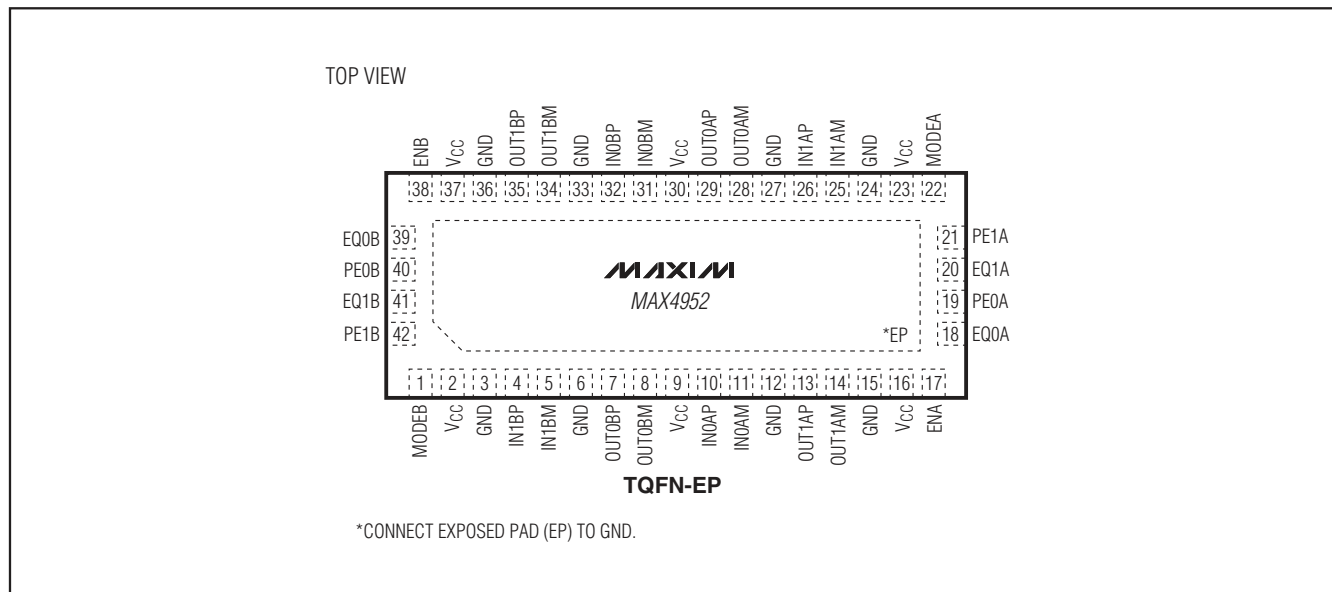 TOP VIEW
ENB VCC GND OUT1BP OUT1BM GND IN0BP IN0BM VCC OUT0AP OUT0AM GND IN1AP IN1AM GND VCC MODEA
38 37 36 35 34 33 32 31 30 29 28 27 26 25 24 23 22
EQ0B 39
PE0B 40
EQ1B 41
PE1B 42
MAXIM
MAX4952
*EP
21 PE1A
20 EQ1A
19 PE0A
18 EQ0A
1 2 3 4 5 6 7 8 9 10 11 12 13 14 15 16 17
MODEB VCC GND IN1BP IN1BM GND OUT0BP OUT0BM VCC IN0AP IN0AM GND OUT1AP OUT1AM GND VCC ENA
TQFN-EP
*CONNECT EXPOSED PAD (EP) TO GND.